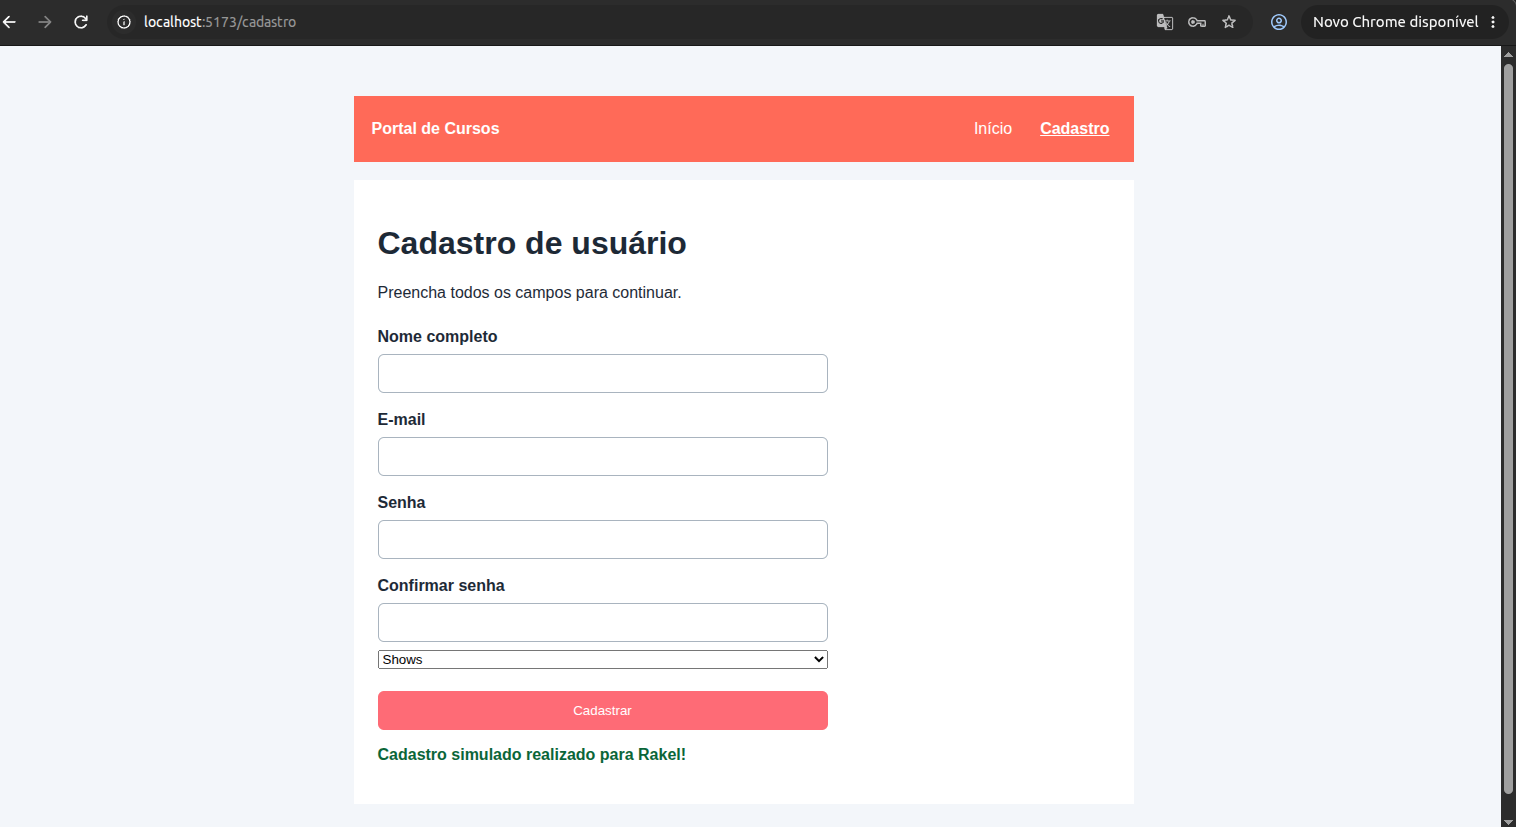 localhost:5173/cadastro
Novo Chrome disponível
Portal de Cursos
Início
Cadastro
Cadastro de usuário
Preencha todos os campos para continuar.
Nome completo
E-mail
Senha
Confirmar senha
Shows
Cadastrar
Cadastro simulado realizado para Rakel!